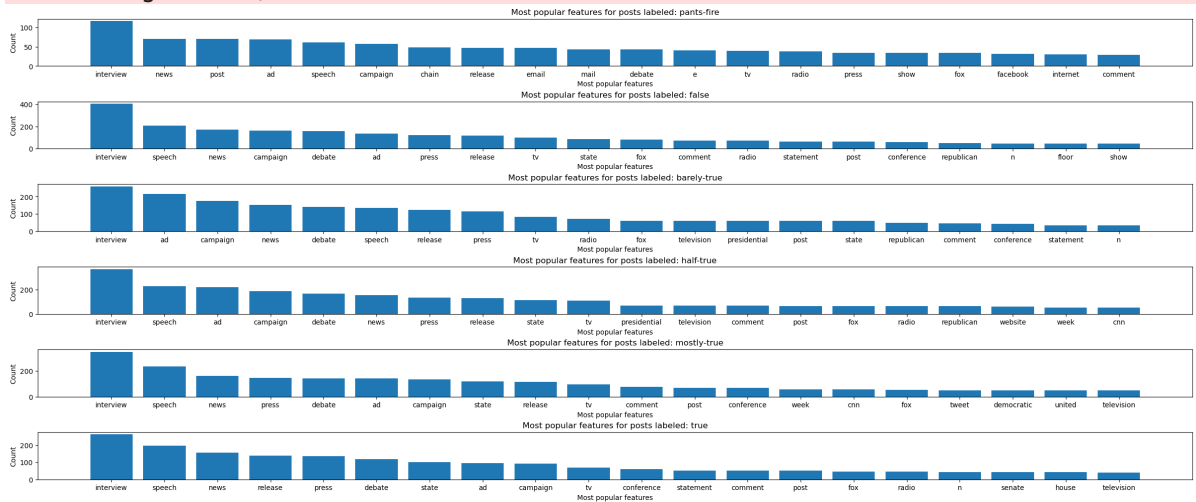 Most popular features for posts labeled: pants-fire
Count
100
50
0
interview news post ad speech campaign chain release email mail debate e tv radio press show fox facebook internet comment
Most popular features
Most popular features for posts labeled: false
Count
400
200
0
interview speech news campaign debate ad press release tv state fox comment radio statement post conference republican n floor show
Most popular features
Most popular features for posts labeled: barely-true
Count
200
100
0
interview ad campaign news debate speech release press tv radio fox television presidential post state republican comment conference statement n
Most popular features
Most popular features for posts labeled: half-true
Count
200
0
interview speech ad campaign debate news press release state tv presidential television comment post fox radio republican website week cnn
Most popular features
Most popular features for posts labeled: mostly-true
Count
200
0
interview speech news press debate ad campaign state release tv comment post conference week cnn fox tweet democratic united television
Most popular features
Most popular features for posts labeled: true
Count
200
100
0
interview speech news release press debate state ad campaign tv conference statement comment post fox radio n senate house television
Most popular features